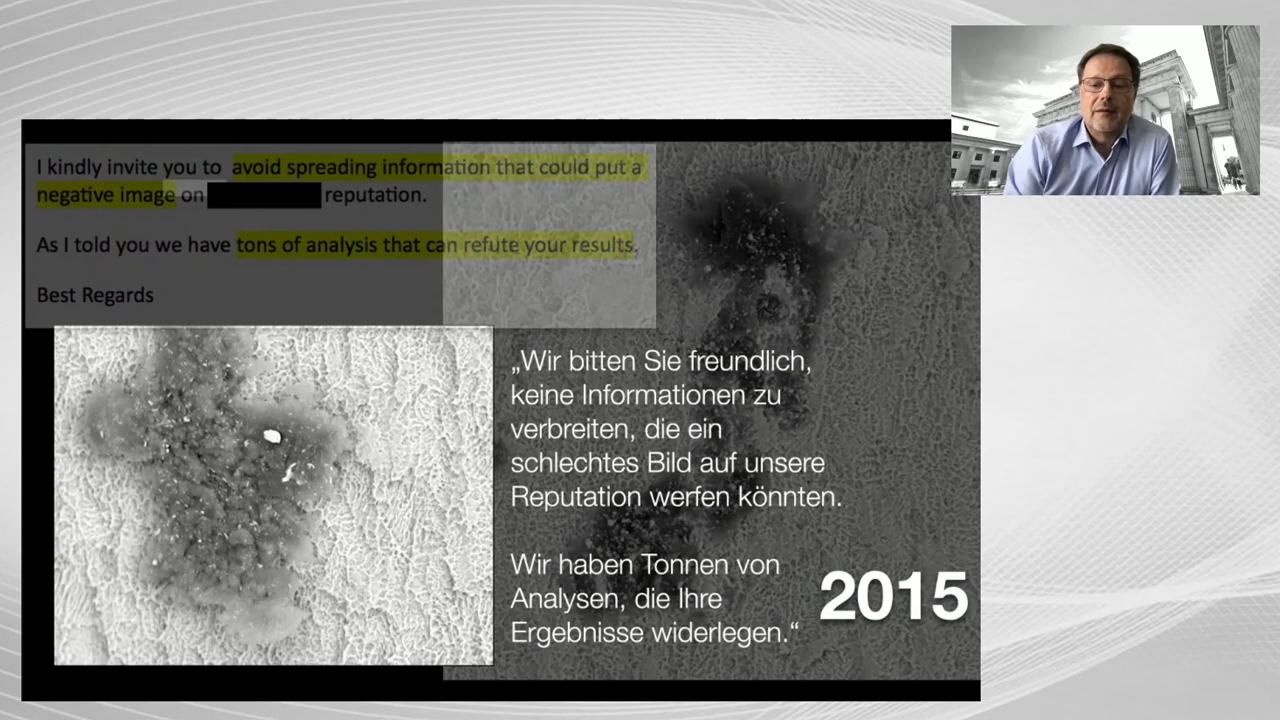 I kindly invite you to avoid spreading information that could put a
negative image on reputation.
As I told you we have tons of analysis that can refute your results.
Best Regards
„Wir bitten Sie freundlich,
keine Informationen zu
verbreiten, die ein
schlechtes Bild auf unsere
Reputation werfen könnten.
Wir haben Tonnen von
Analysen, die Ihre
Ergebnisse widerlegen.“
2015